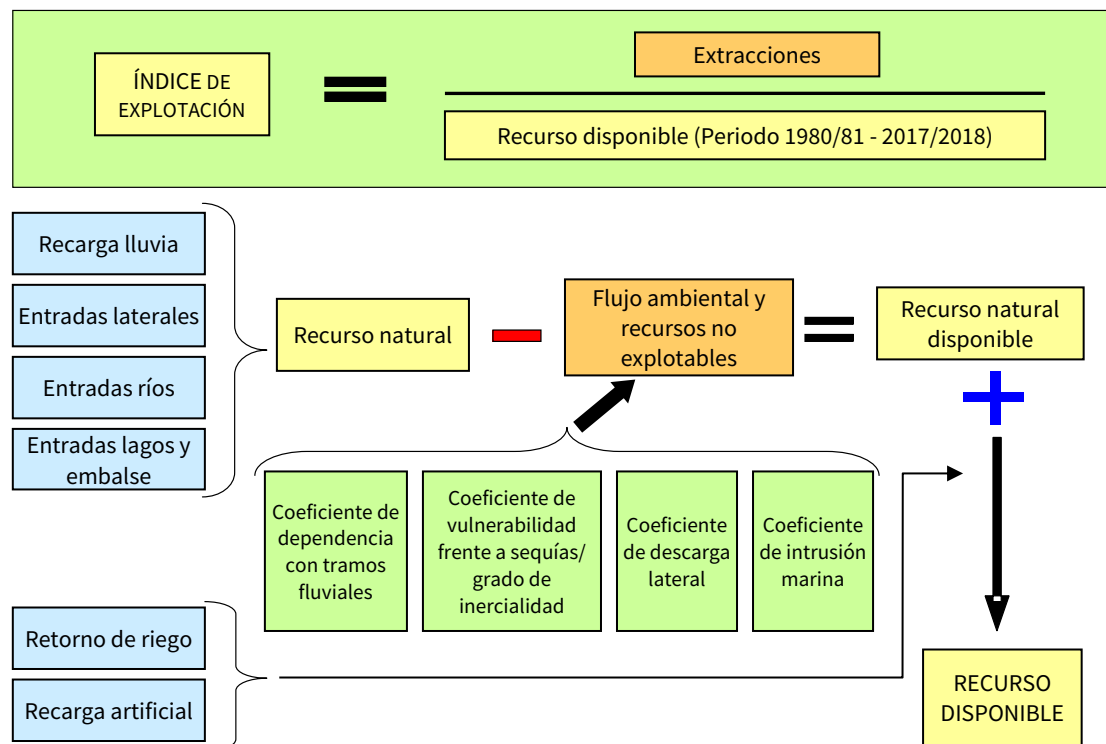 ÍNDICE DE
EXPLOTACIÓN
=
Extracciones
Recurso disponible (Periodo 1980/81 - 2017/2018)
Recarga lluvia
Entradas laterales
Entradas ríos
Entradas lagos y
embalse
Recurso natural
Flujo ambiental y
recursos no
explotables
=
Recurso natural
disponible
Coeficiente de
dependencia
con tramos
fluviales
Coeficiente de
vulnerabilidad
frente a sequías/
grado de
inercialidad
Coeficiente
de descarga
lateral
Coeficiente
de intrusión
marina
Retorno de riego
Recarga artificial
RECURSO
DISPONIBLE